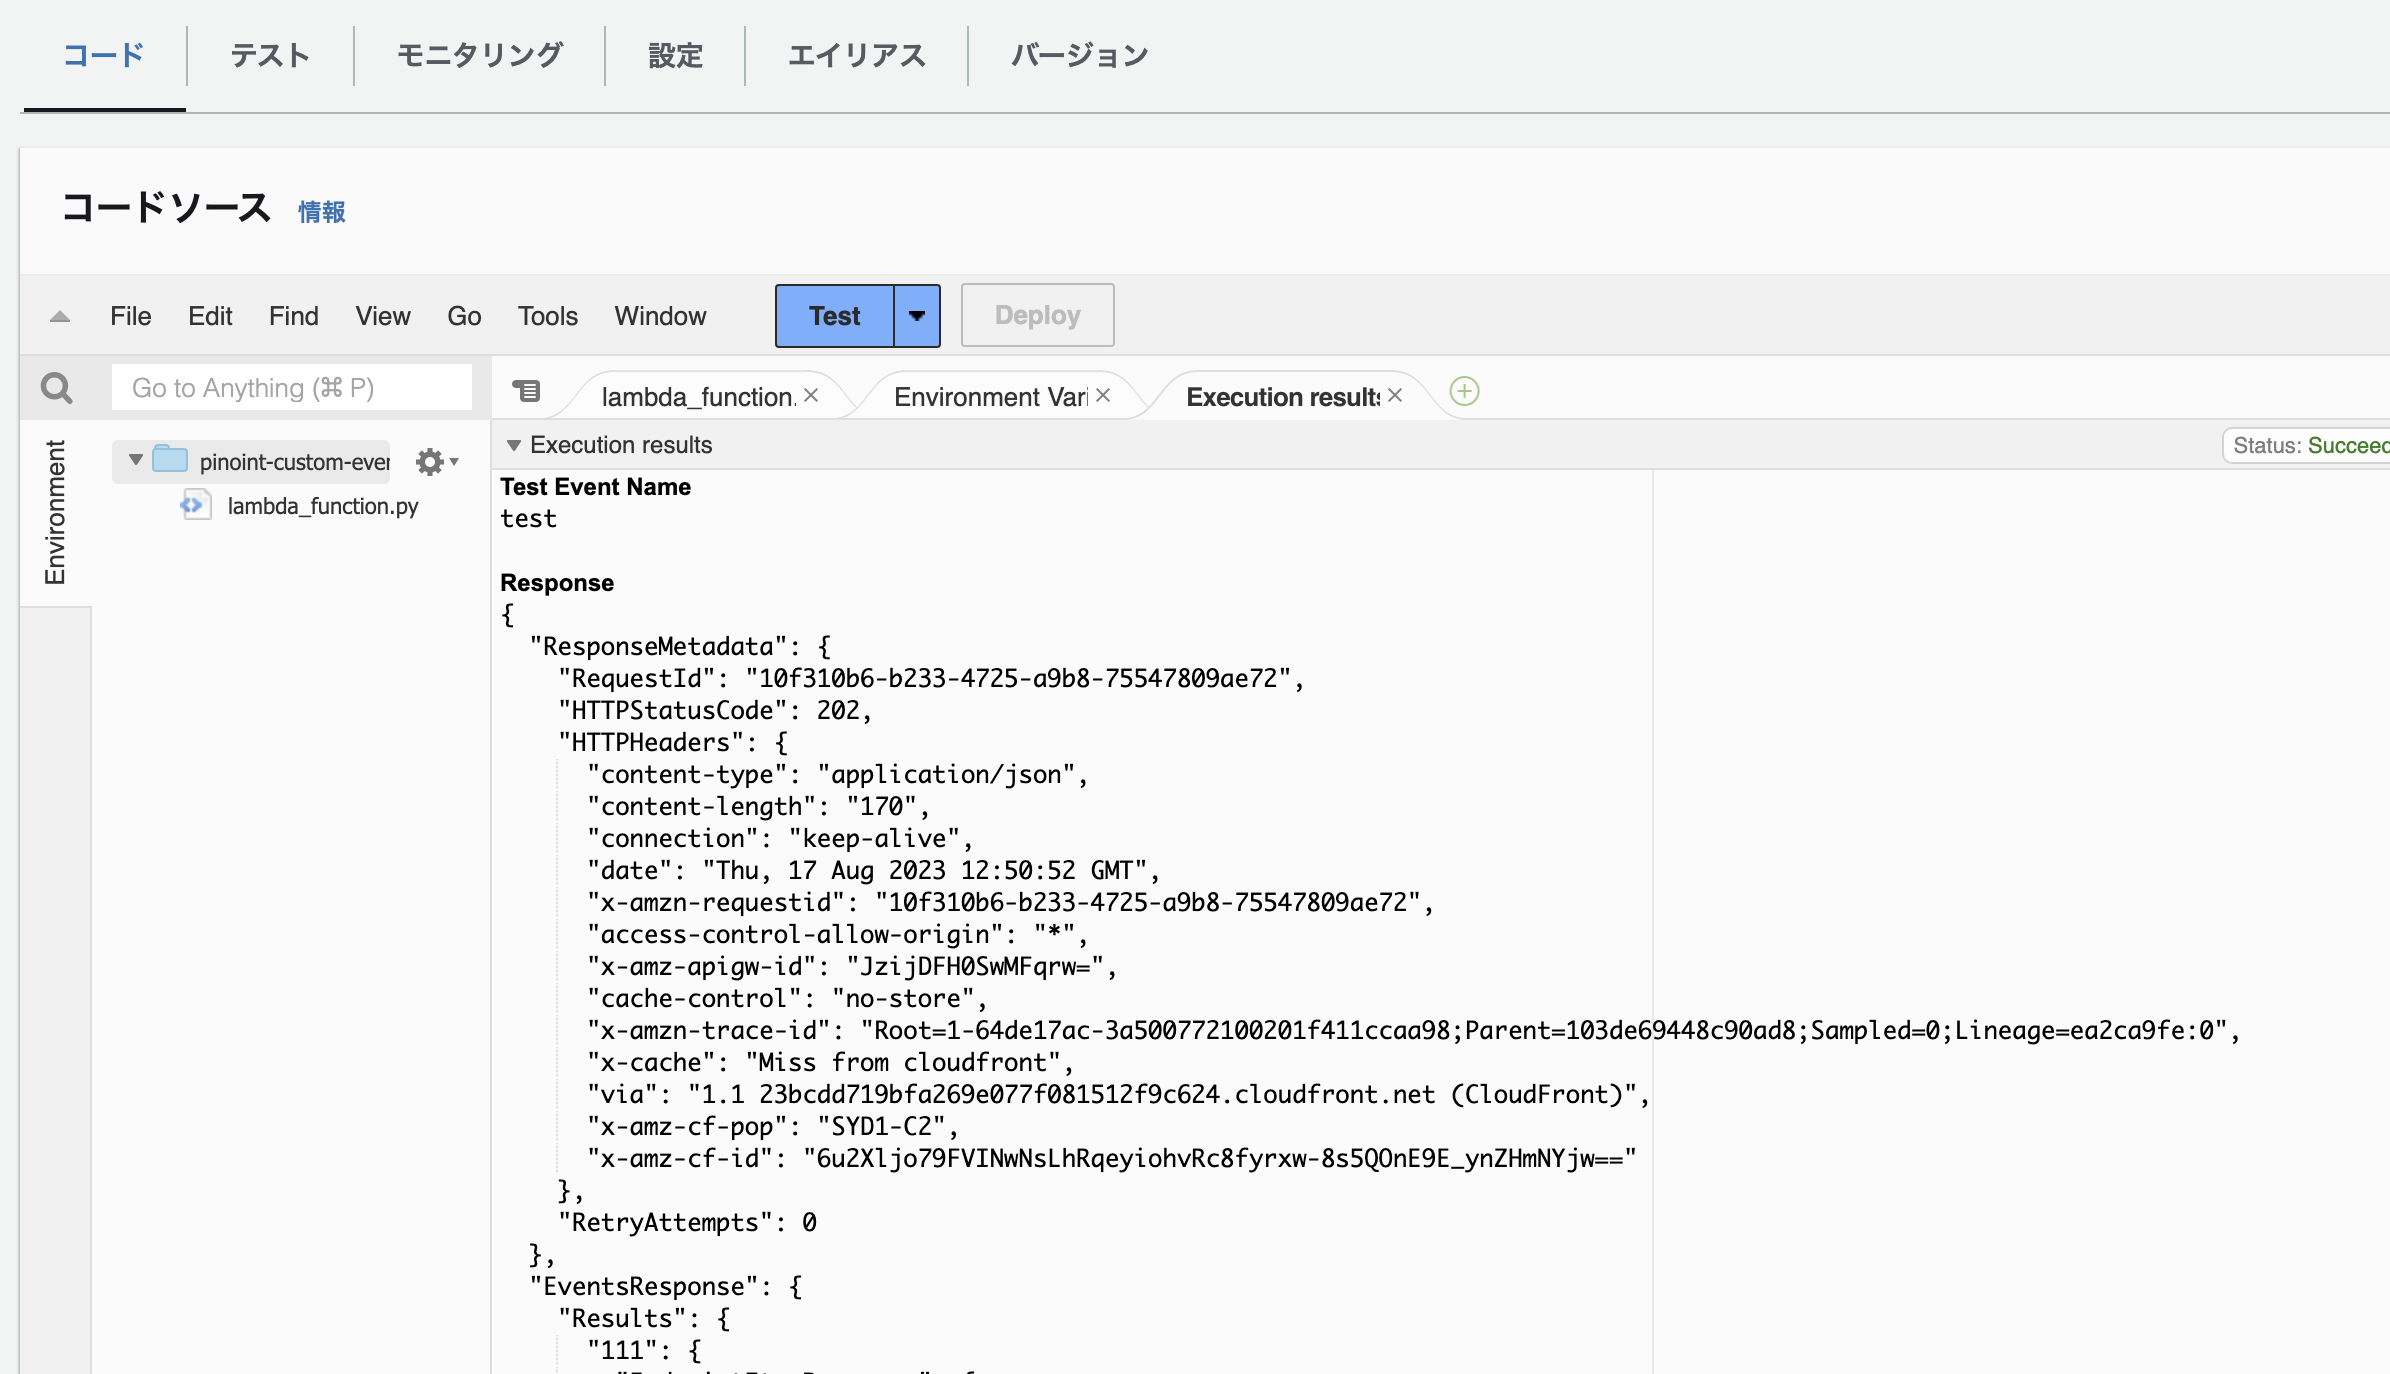 コード テスト モニタリング 設定 エイリアス バージョン
コードソース 情報
File Edit Find View Go Tools Window Test Deploy
Go to Anything (⌘ P) lambda_function. Environment Vari Execution results
Execution results Status: Succeed
Environment
pinoint-custom-ever
lambda_function.py
Test Event Name
test
Response
{
"ResponseMetadata": {
"RequestId": "10f310b6-b233-4725-a9b8-75547809ae72",
"HTTPStatusCode": 202,
"HTTPHeaders": {
"content-type": "application/json",
"content-length": "170",
"connection": "keep-alive",
"date": "Thu, 17 Aug 2023 12:50:52 GMT",
"x-amzn-requestid": "10f310b6-b233-4725-a9b8-75547809ae72",
"access-control-allow-origin": "*",
"x-amz-apigw-id": "JzijDFH0SwMFqrw=",
"cache-control": "no-store",
"x-amzn-trace-id": "Root=1-64de17ac-3a500772100201f411ccaa98;Parent=103de69448c90ad8;Sampled=0;Lineage=ea2ca9fe:0",
"x-cache": "Miss from cloudfront",
"via": "1.1 23bcdd719bfa269e077f081512f9c624.cloudfront.net (CloudFront)",
"x-amz-cf-pop": "SYD1-C2",
"x-amz-cf-id": "6u2Xljo79FVINwNsLhRqeyiohvRc8fyrxw-8s5QOnE9E_ynZHmNYjw=="
},
"RetryAttempts": 0
},
"EventsResponse": {
"Results": {
"111": {